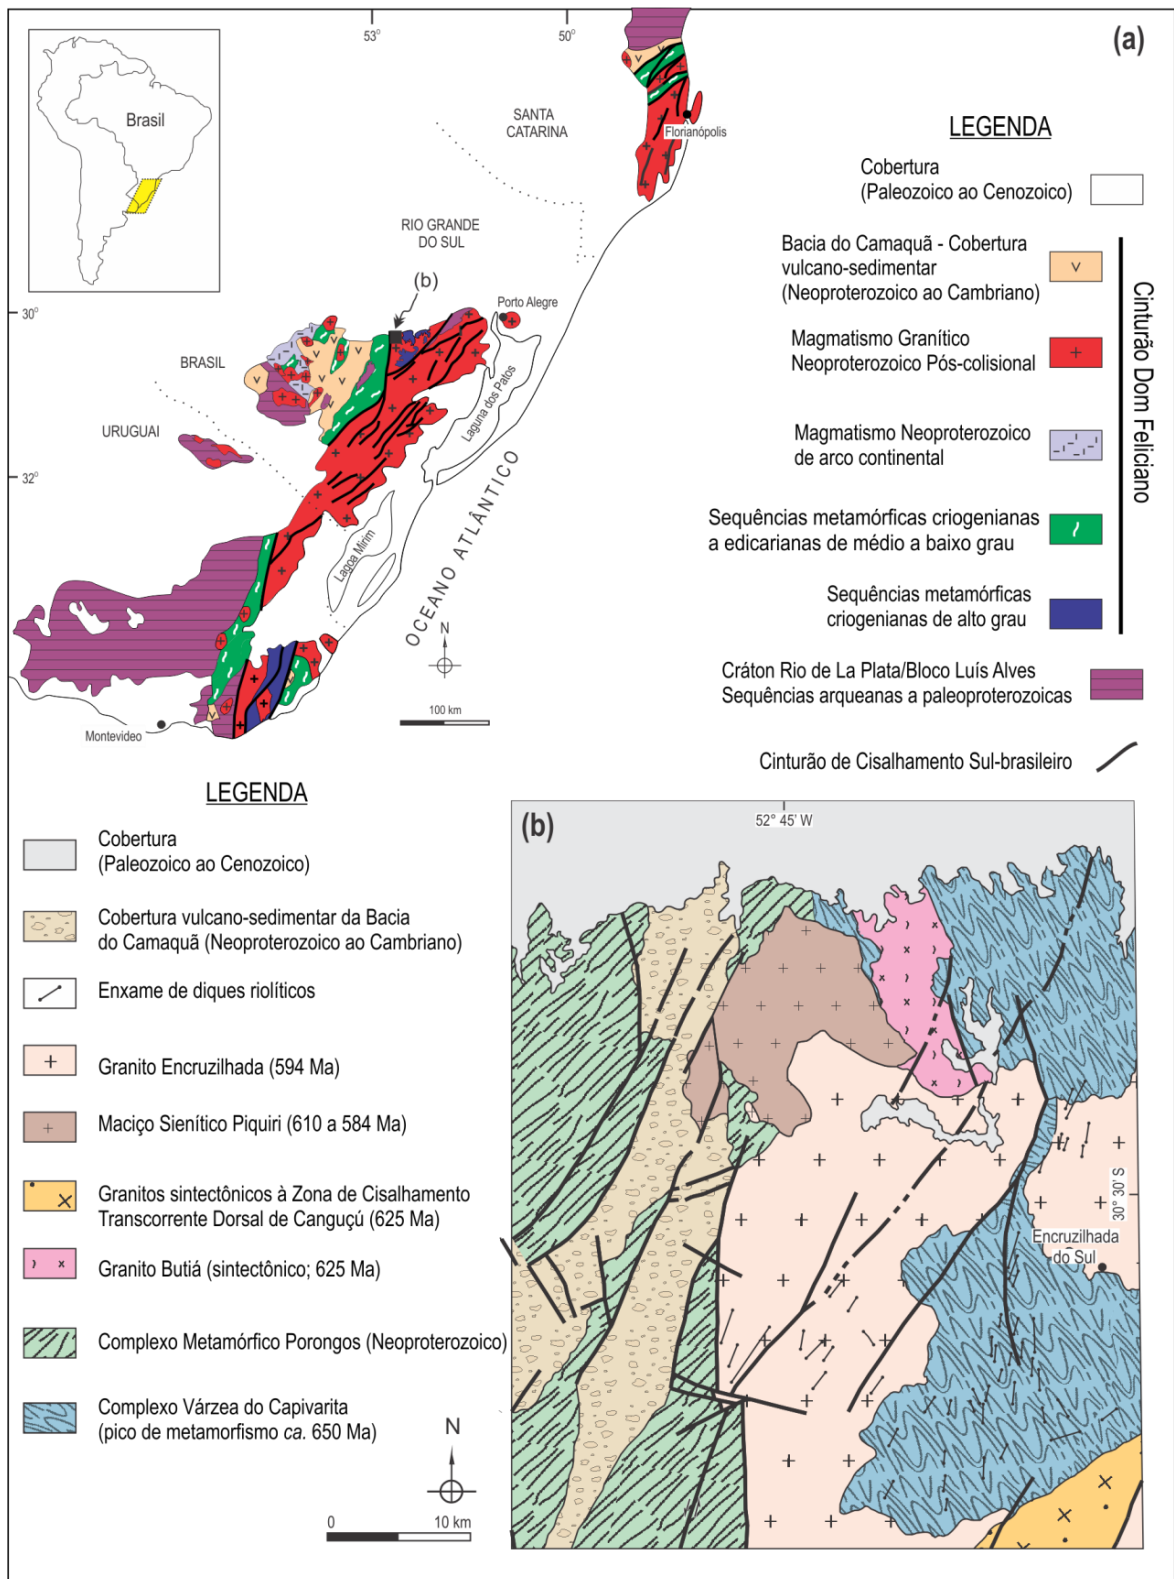 (a)
53°
50°
Brasil
SANTA
CATARINA
Florianópolis
RIO GRANDE
DO SUL
(b)
30°
Porto Alegre
BRASIL
Laguna dos Patos
URUGUAI
32°
Lagoa Mirim
OCEANO ATLÂNTICO
N
100 km
Montevideo
LEGENDA
Cobertura
(Paleozoico ao Cenozoico)
Bacia do Camaquã - Cobertura
vulcano-sedimentar
(Neoproterozoico ao Cambriano)
Magmatismo Granítico
Neoproterozoico Pós-colisional
Magmatismo Neoproterozoico
de arco continental
Sequências metamórficas criogenianas
a edicarianas de médio a baixo grau
Sequências metamórficas
criogenianas de alto grau
Cinturão Dom Feliciano
Cráton Rio de La Plata/Bloco Luís Alves
Sequências arqueanas a paleoproterozoicas
Cinturão de Cisalhamento Sul-brasileiro
LEGENDA
Cobertura
(Paleozoico ao Cenozoico)
Cobertura vulcano-sedimentar da Bacia
do Camaquã (Neoproterozoico ao Cambriano)
Enxame de diques riolíticos
Granito Encruzilhada (594 Ma)
Maciço Sienítico Piquiri (610 a 584 Ma)
Granitos sintectônicos à Zona de Cisalhamento
Transcorrente Dorsal de Canguçú (625 Ma)
Granito Butiá (sintectônico; 625 Ma)
Complexo Metamórfico Porongos (Neoproterozoico)
Complexo Várzea do Capivarita
(pico de metamorfismo ca. 650 Ma)
N
0 10 km
(b)
52° 45' W
30° 30' S
Encruzilhada
do Sul